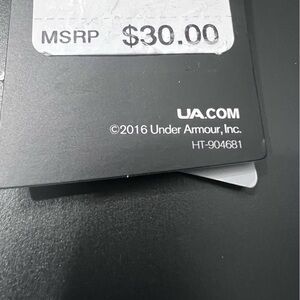 MSRP $30.00
UA.COM
©2016 Under Armour, Inc.
HT-904681